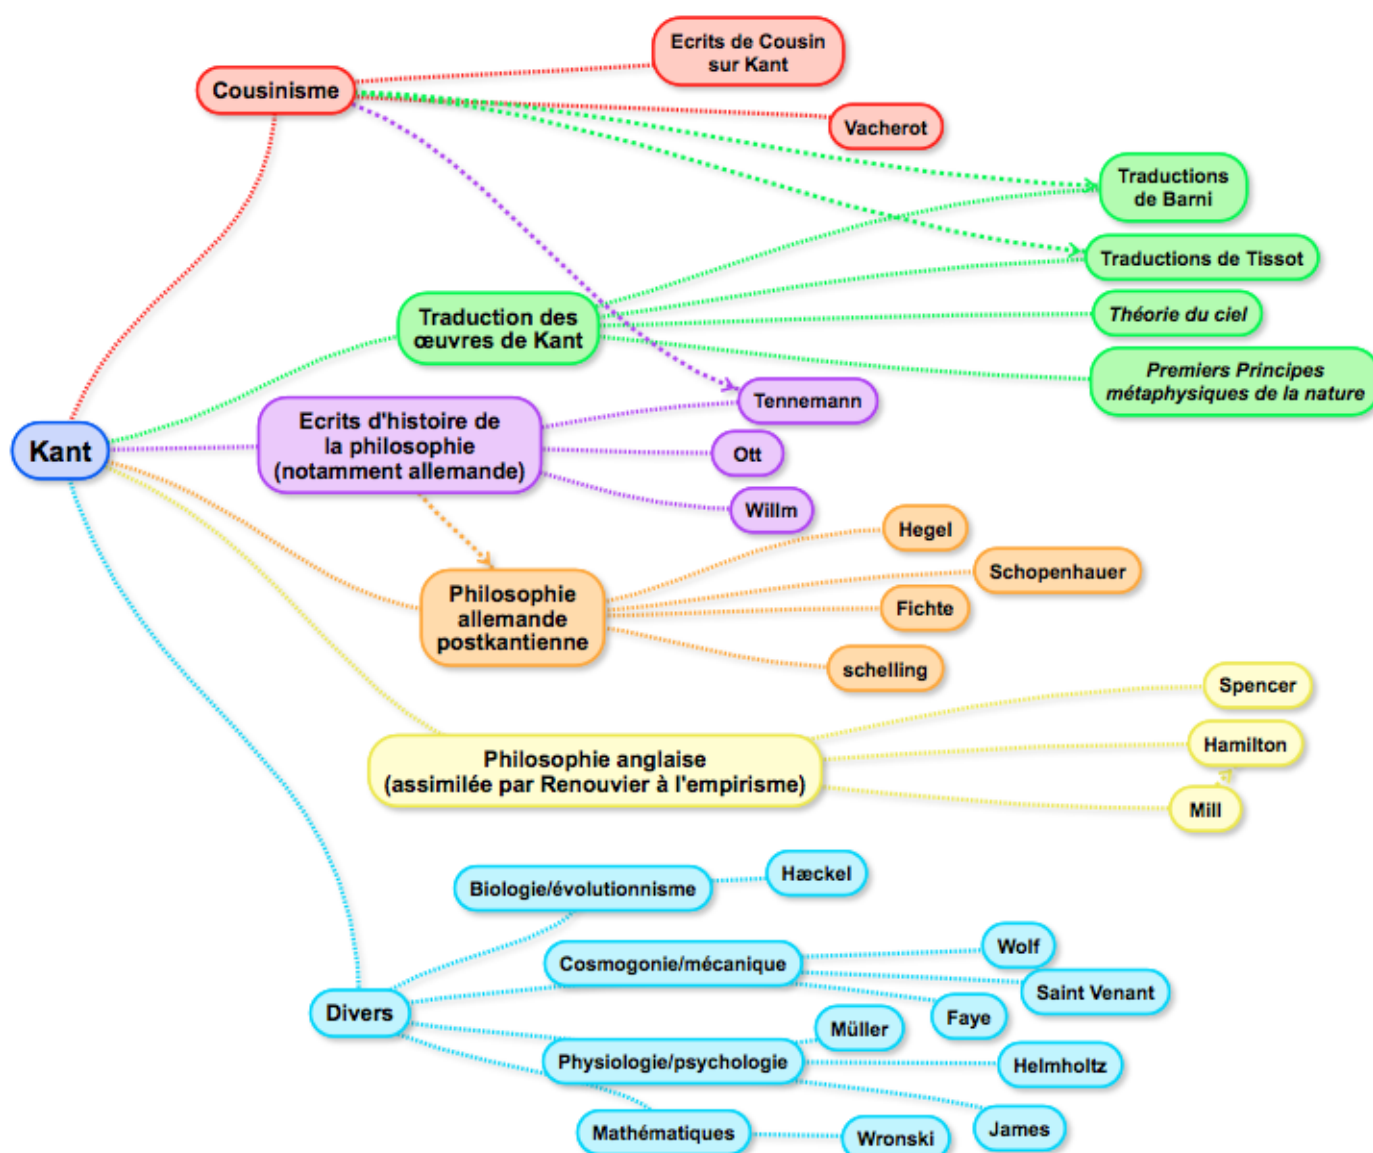 Ecrits de Cousin
sur Kant
Cousinisme
Vacherot
Traductions
de Barni
Traductions de Tissot
Théorie du ciel
Traduction des
œuvres de Kant
Premiers Principes
métaphysiques de la nature
Tennemann
Ecrits d'histoire de
la philosophie
(notamment allemande)
Kant
Ott
Willm
Hegel
Schopenhauer
Philosophie
allemande
postkantienne
Fichte
schelling
Spencer
Philosophie anglaise
(assimilée par Renouvier à l'empirisme)
Hamilton
Mill
Biologie/évolutionnisme
Hæckel
Cosmogonie/mécanique
Wolf
Saint Venant
Divers
Faye
Müller
Physiologie/psychologie
Helmholtz
James
Mathématiques
Wronski